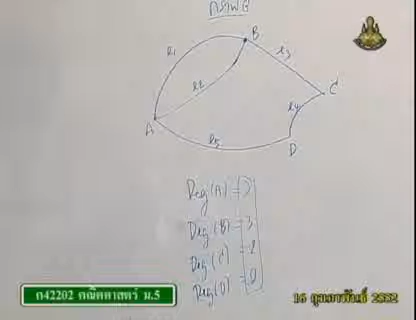 กราฟ G
B
e1
e2
e3
C
e4
A
e5
D
Deg(A) = 3
Deg(B) = 3
Deg(C) = 2
Deg(D) =
ค42202 คณิตศาสตร์ ม.5
16 กุมภาพันธ์ 2552